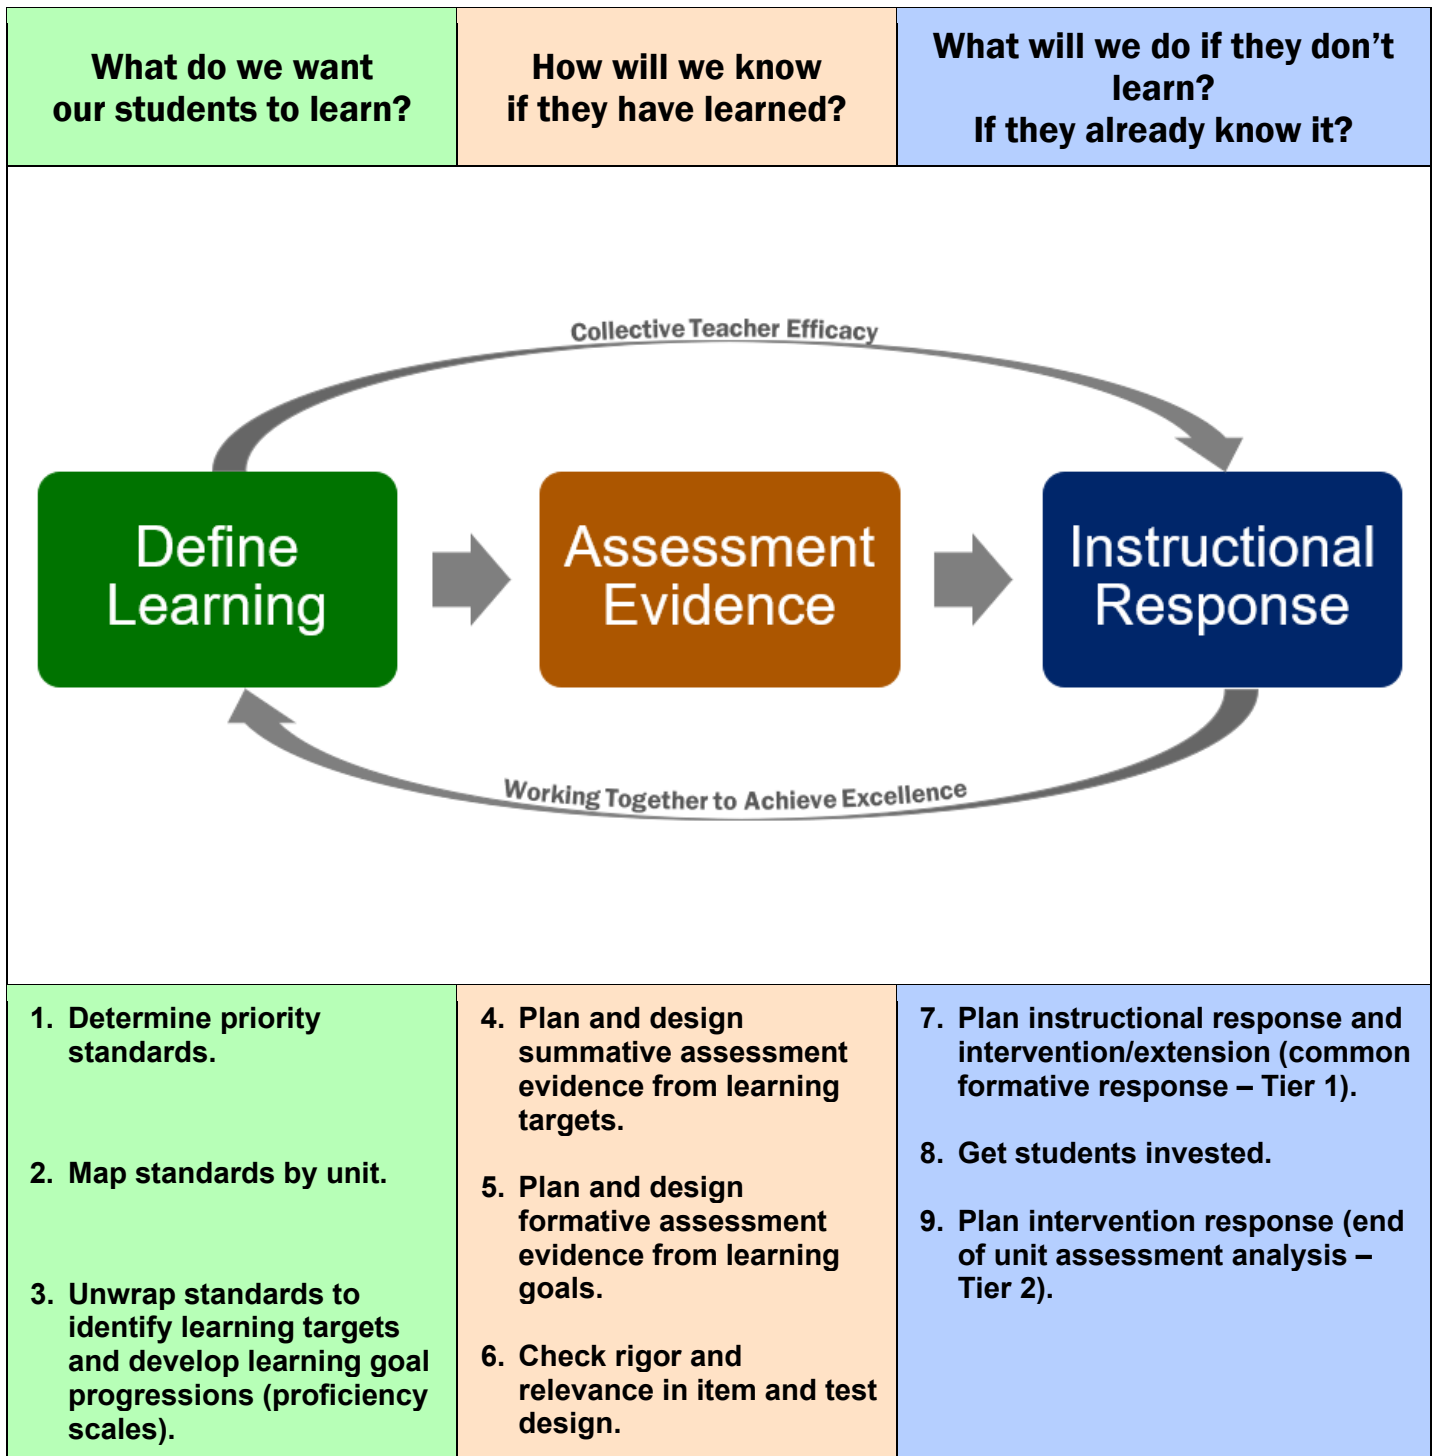 What do we want
our students to learn?
How will we know
if they have learned?
What will we do if they don’t
learn?
If they already know it?
Collective Teacher Efficacy
Define
Learning
Assessment
Evidence
Instructional
Response
Working Together to Achieve Excellence
1. Determine priority
standards.
2. Map standards by unit.
3. Unwrap standards to
identify learning targets
and develop learning goal
progressions (proficiency
scales).
4. Plan and design
summative assessment
evidence from learning
targets.
5. Plan and design
formative assessment
evidence from learning
goals.
6. Check rigor and
relevance in item and test
design.
7. Plan instructional response and
intervention/extension (common
formative response – Tier 1).
8. Get students invested.
9. Plan intervention response (end
of unit assessment analysis –
Tier 2).